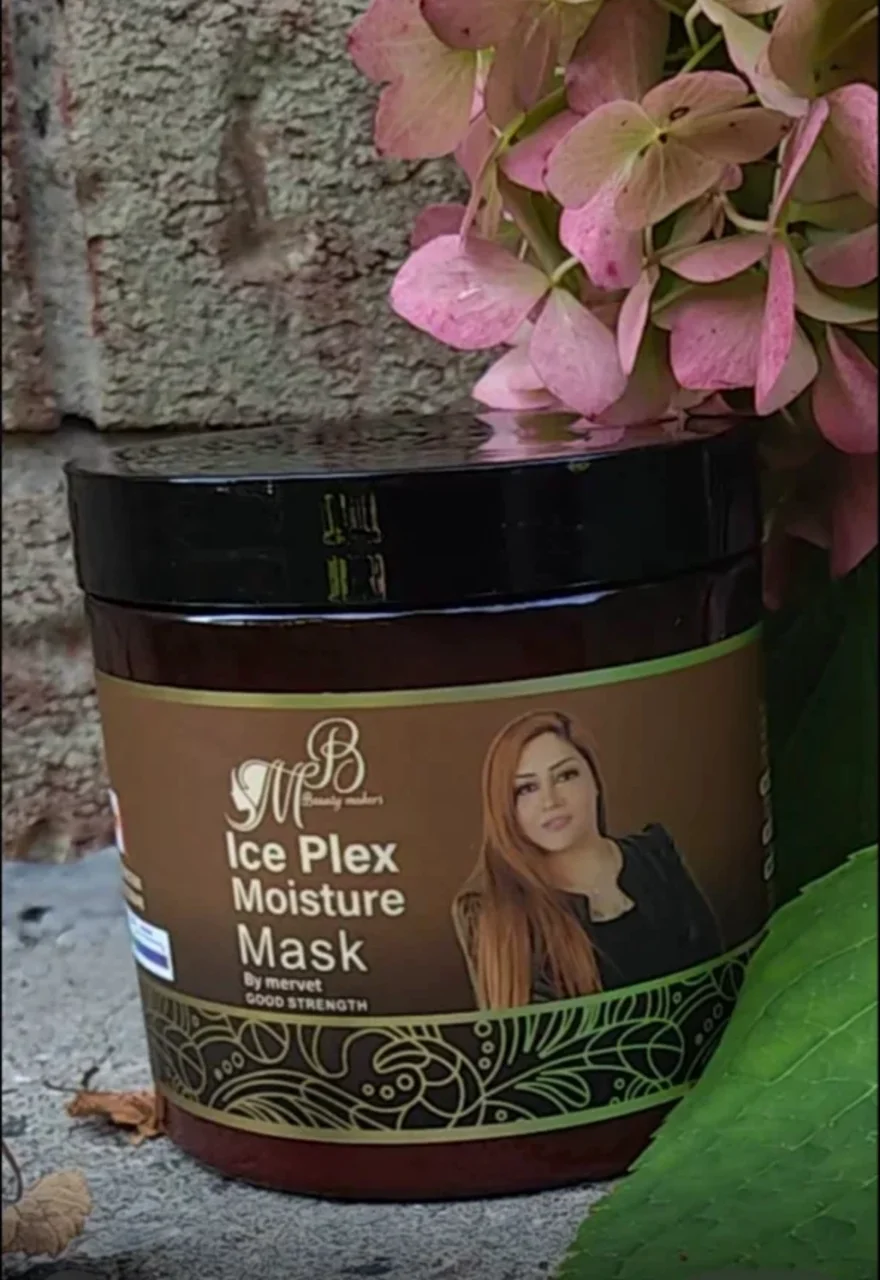 MB
Beauty makers
Ice Plex
Moisture
Mask
By mervet
GOOD STRENGTH